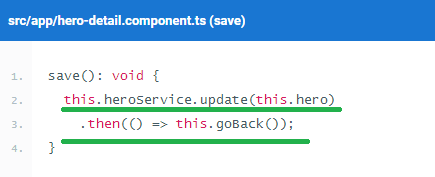 src/app/hero-detail.component.ts (save)
1. save(): void {
2. this.heroService.update(this.hero)
3. .then(() => this.goBack());
4. }